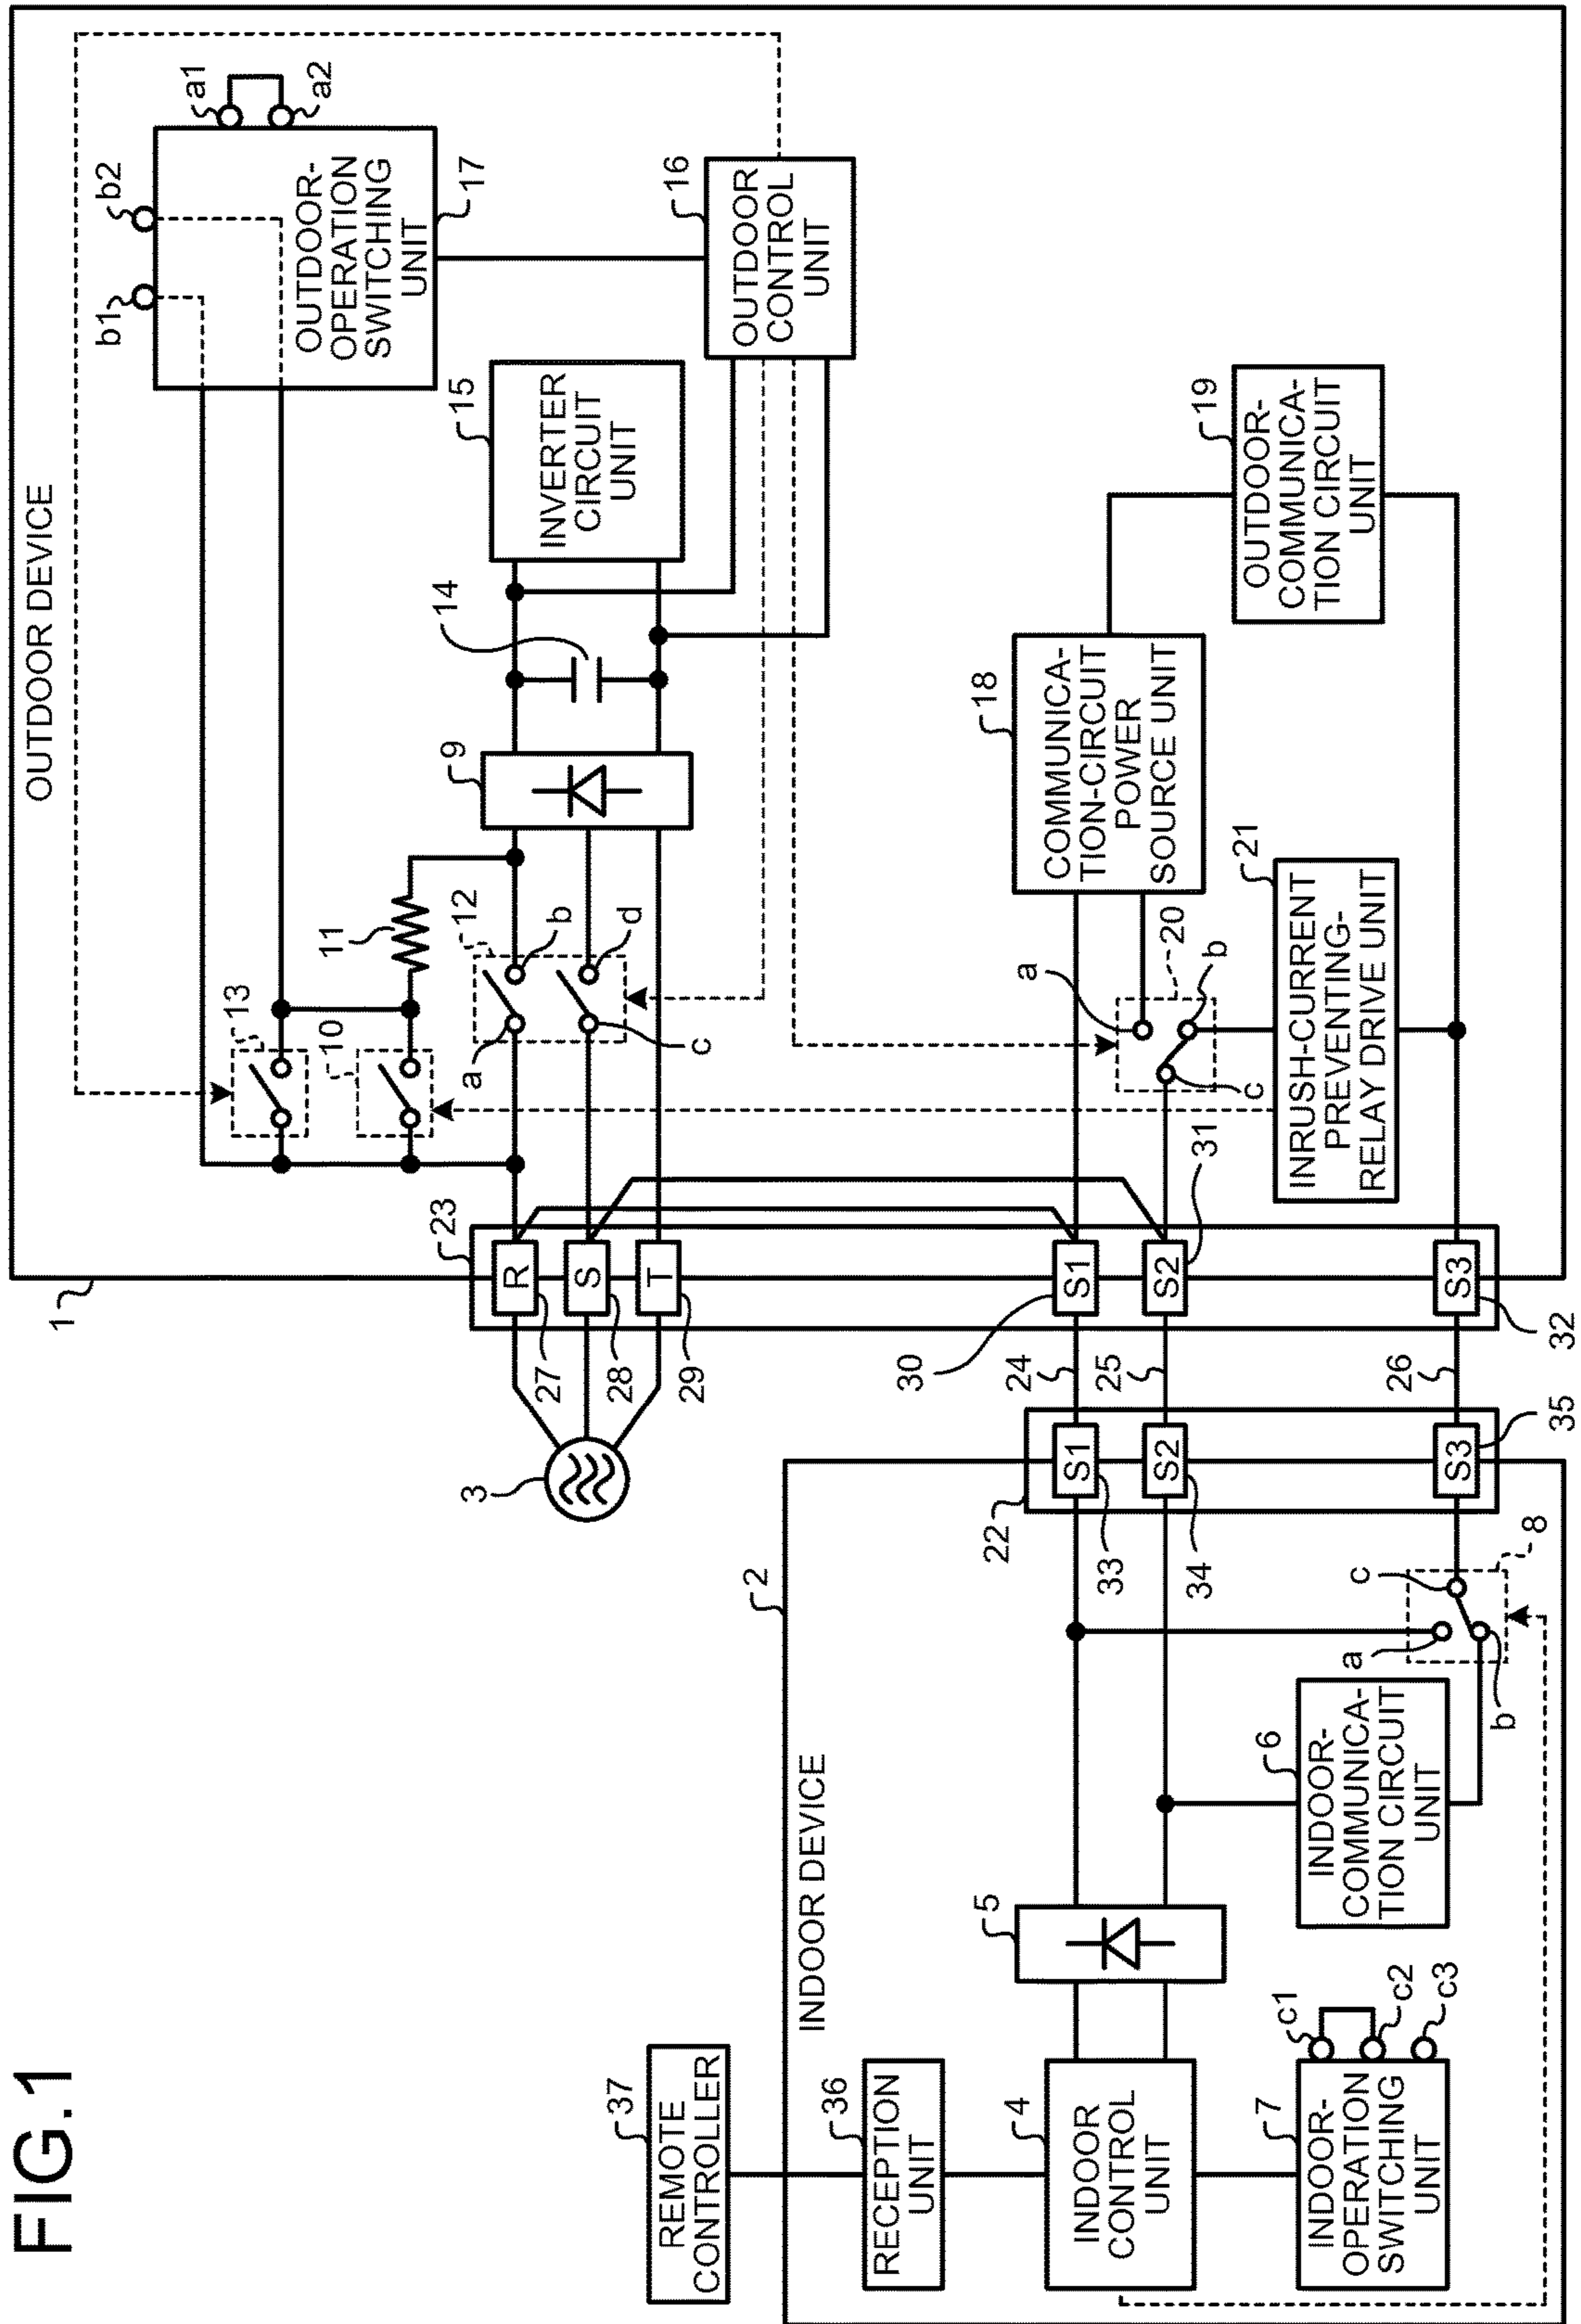 FIG.1
OUTDOOR DEVICE
1
a1
a2
b2
b1
OUTDOOR-
OPERATION
SWITCHING
UNIT
17
OUTDOOR
CONTROL
UNIT
16
INVERTER
CIRCUIT
UNIT
15
14
9
11
12
13
10
a
b
c
d
COMMUNICA-
TION-CIRCUIT
POWER
SOURCE UNIT
18
OUTDOOR-
COMMUNICA-
TION CIRCUIT
UNIT
19
20
a
b
c
INRUSH-CURRENT
PREVENTING-
RELAY DRIVE UNIT
21
23
R
S
T
27
28
29
3
S1
S2
S3
30
31
32
24
25
26
22
S1
S2
S3
33
34
35
INDOOR DEVICE
2
8
a
b
c
INDOOR-
COMMUNICA-
TION CIRCUIT
UNIT
6
5
REMOTE
CONTROLLER
37
RECEPTION
UNIT
36
INDOOR
CONTROL
UNIT
4
INDOOR-
OPERATION
SWITCHING
UNIT
7
c1
c2
c3